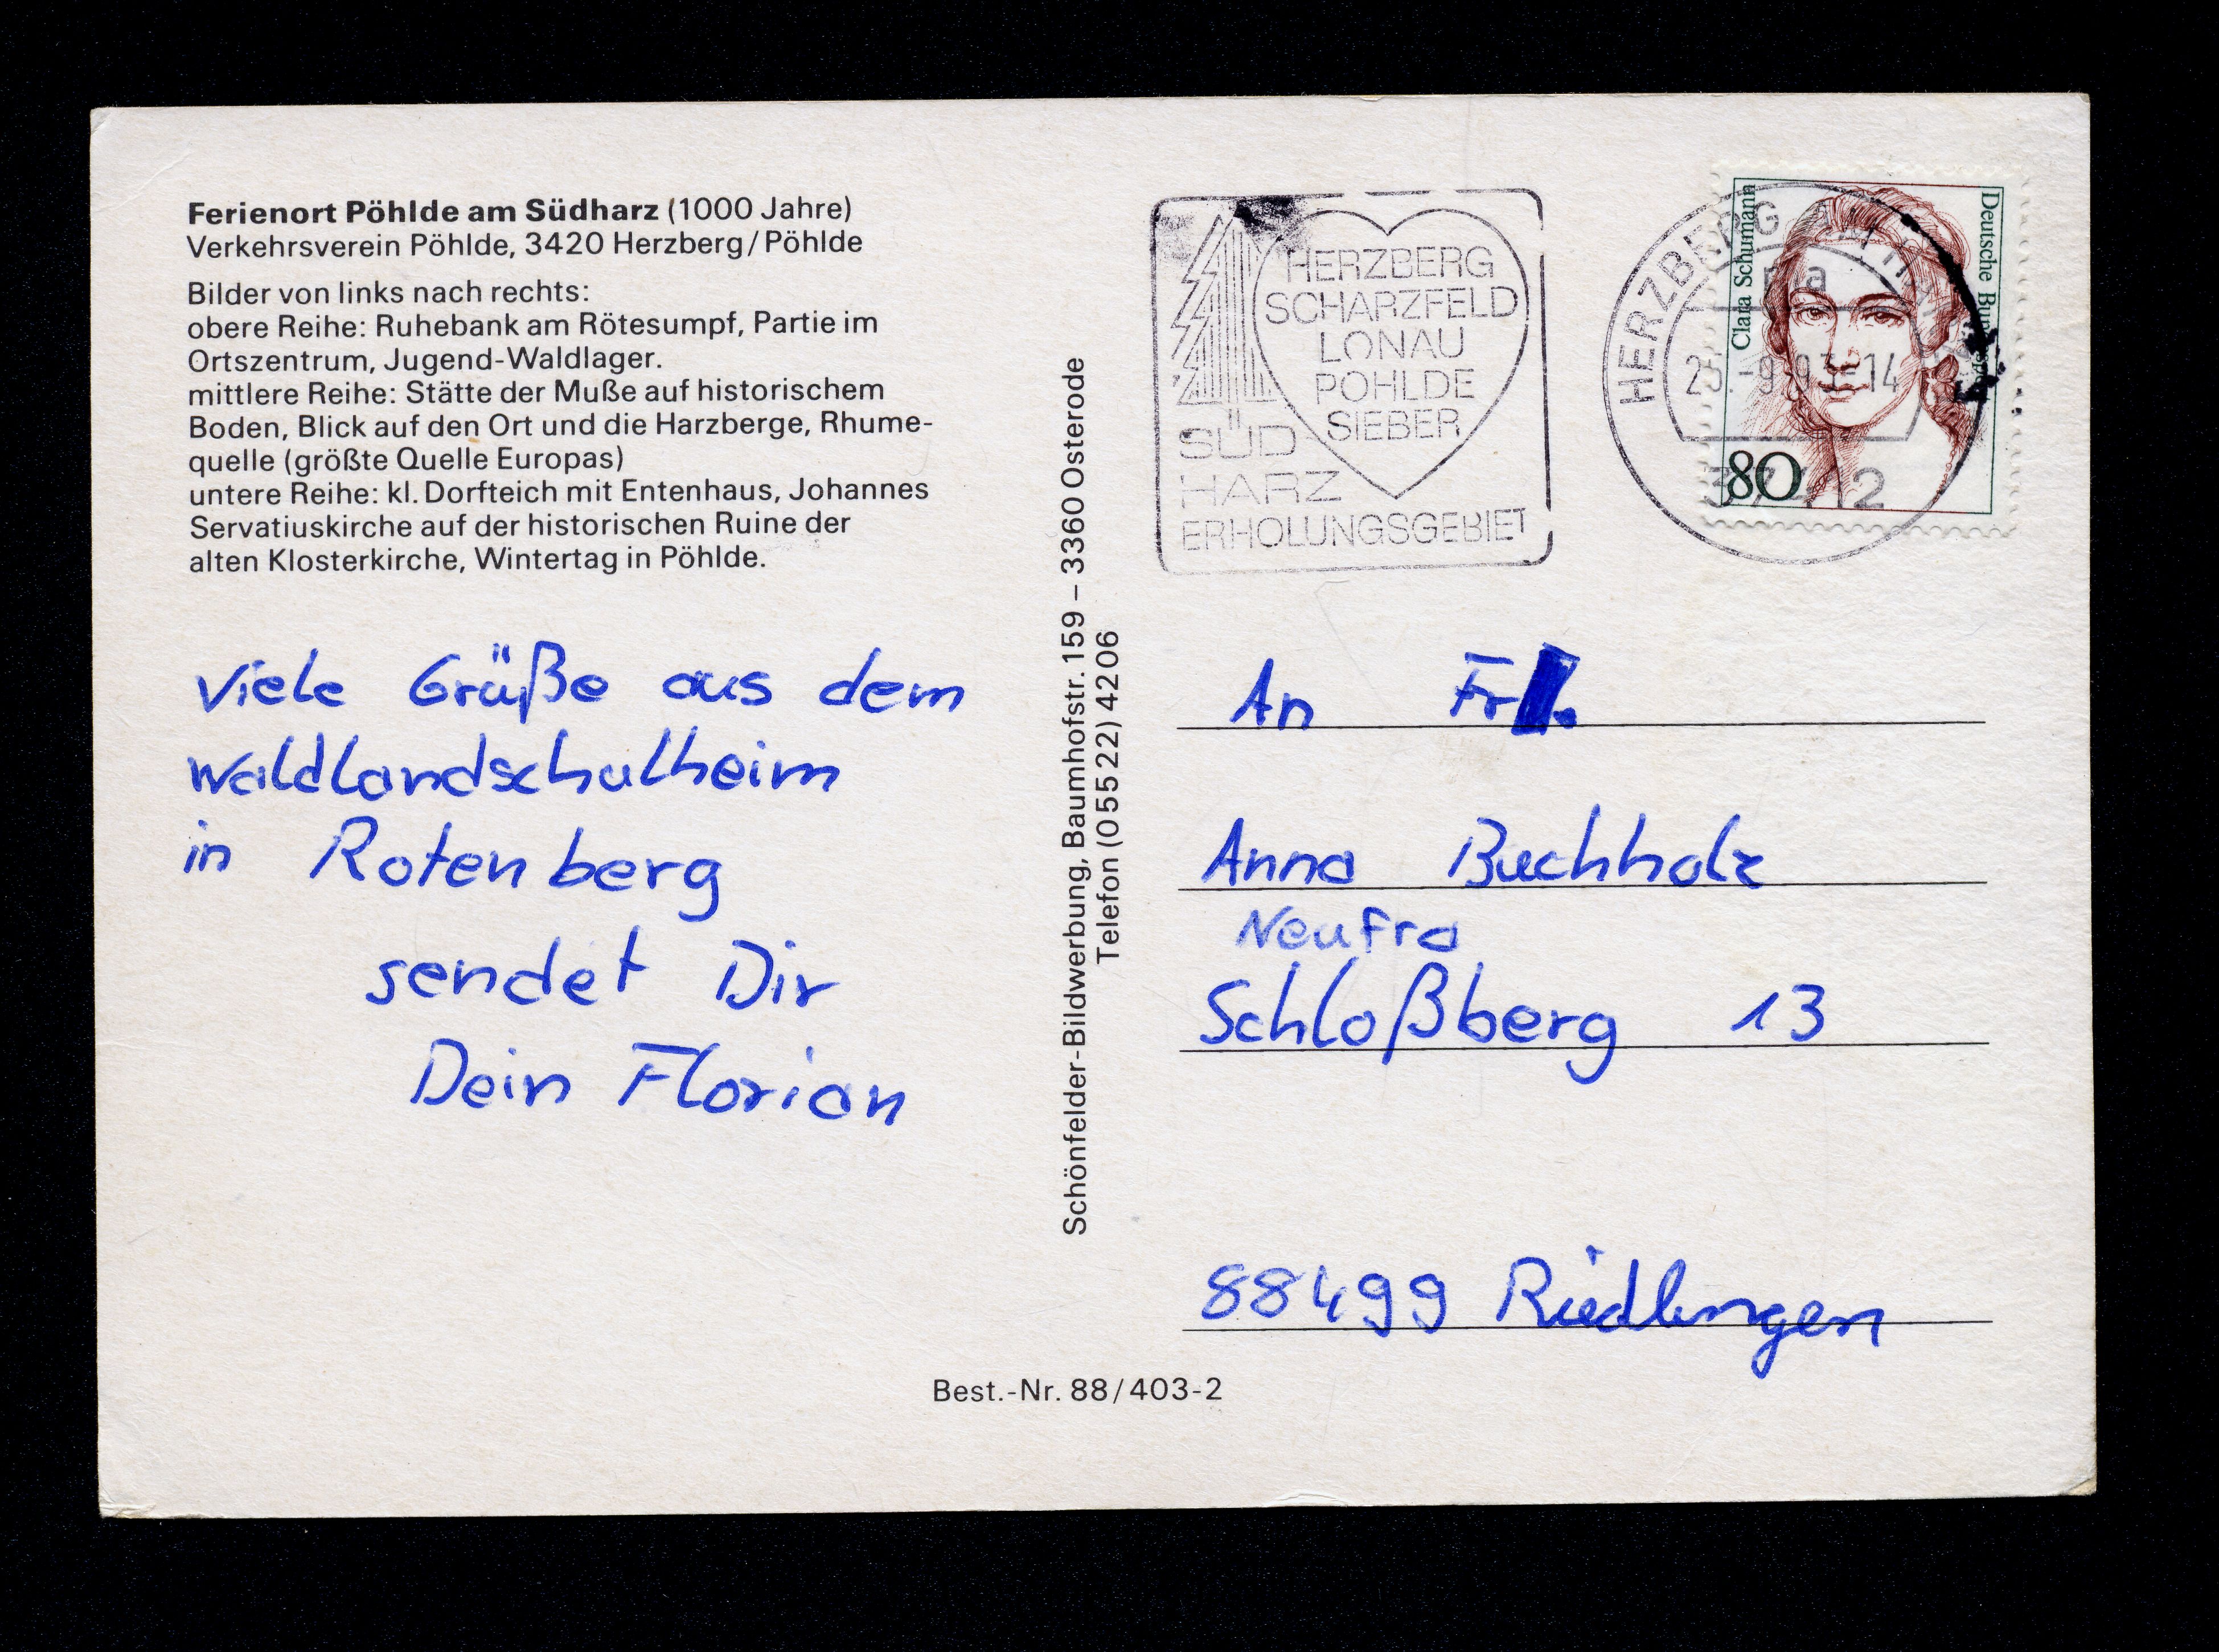 Ferienort Pöhlde am Südharz (1000 Jahre)
Verkehrsverein Pöhlde, 3420 Herzberg/Pöhlde
Bilder von links nach rechts:
obere Reihe: Ruhebank am Rötesumpf, Partie im
Ortszentrum, Jugend-Waldlager.
mittlere Reihe: Stätte der Muße auf historischem
Boden, Blick auf den Ort und die Harzberge, Rhume-
quelle (größte Quelle Europas)
untere Reihe: kl. Dorfteich mit Entenhaus, Johannes
Servatiuskirche auf der historischen Ruine der
alten Klosterkirche, Wintertag in Pöhlde.
Viele Grüße aus dem
Waldlandschulheim
in Rotenberg
sendet Dir
Dein Florian
Schönfelder-Bildwerbung, Baumhofstr. 159 – 3360 Osterode
Telefon (05522) 4206
HERZBERG
SCHARZFELD
LONAU
PÖHLDE
SIEBER
SÜD
HARZ
ERHOLUNGSGEBIET
HERZBERG AM HARZ
37412
Clara Schumann
Deutsche
80
An Fr.
Anna Buchholz
Neufra
Schloßberg 13
88499 Riedlingen
Best.-Nr. 88/403-2